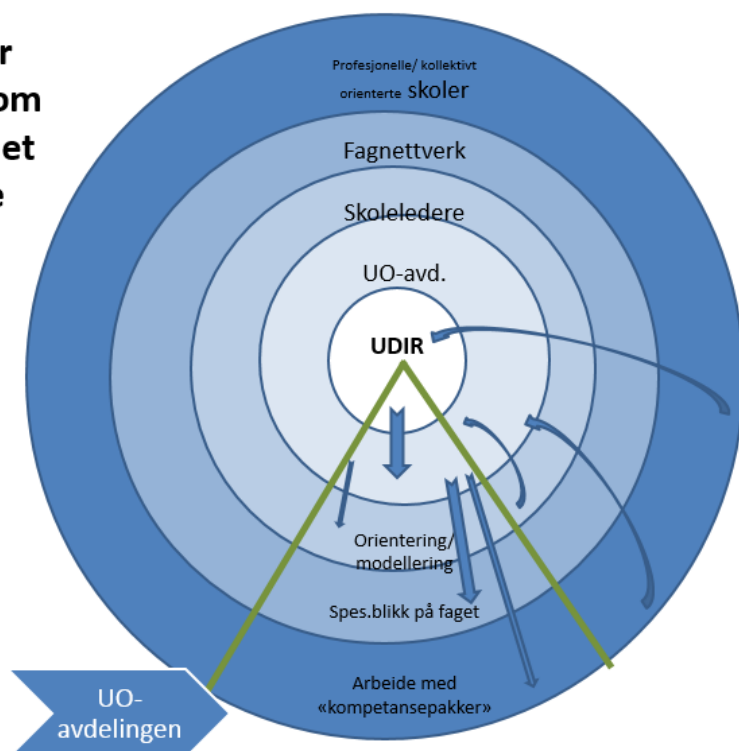 Profesjonelle/ kollektivt
orienterte skoler
Fagnettverk
Skoleledere
UO-avd.
UDIR
Orientering/
modellering
Spes.blikk på faget
Arbeide med
«kompetansepakker»
UO-
avdelingen